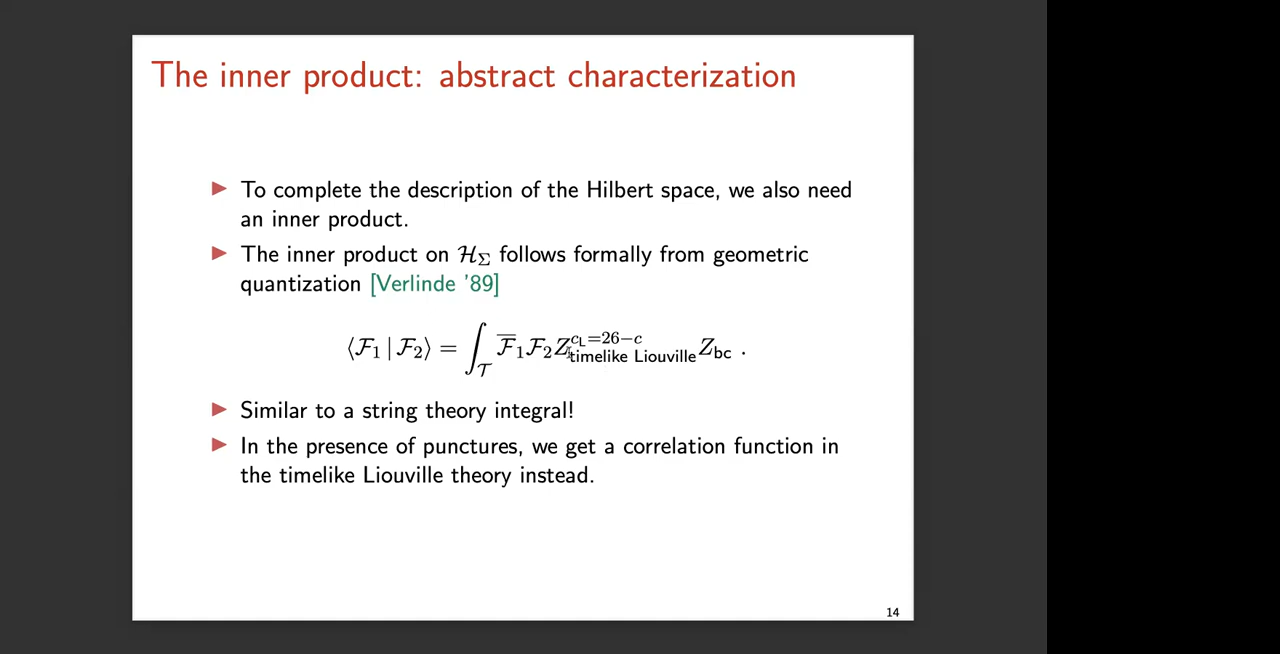 The inner product: abstract characterization
▶ To complete the description of the Hilbert space, we also need
an inner product.
▶ The inner product on ℋ_Σ follows formally from geometric
quantization [Verlinde '89]
⟨ℱ₁ | ℱ₂⟩ = ∫_𝒯 ℱ̅₁ℱ₂Z^{c_L=26−c}_{timelike Liouville} Z_{bc} .
▶ Similar to a string theory integral!
▶ In the presence of punctures, we get a correlation function in
the timelike Liouville theory instead.
14